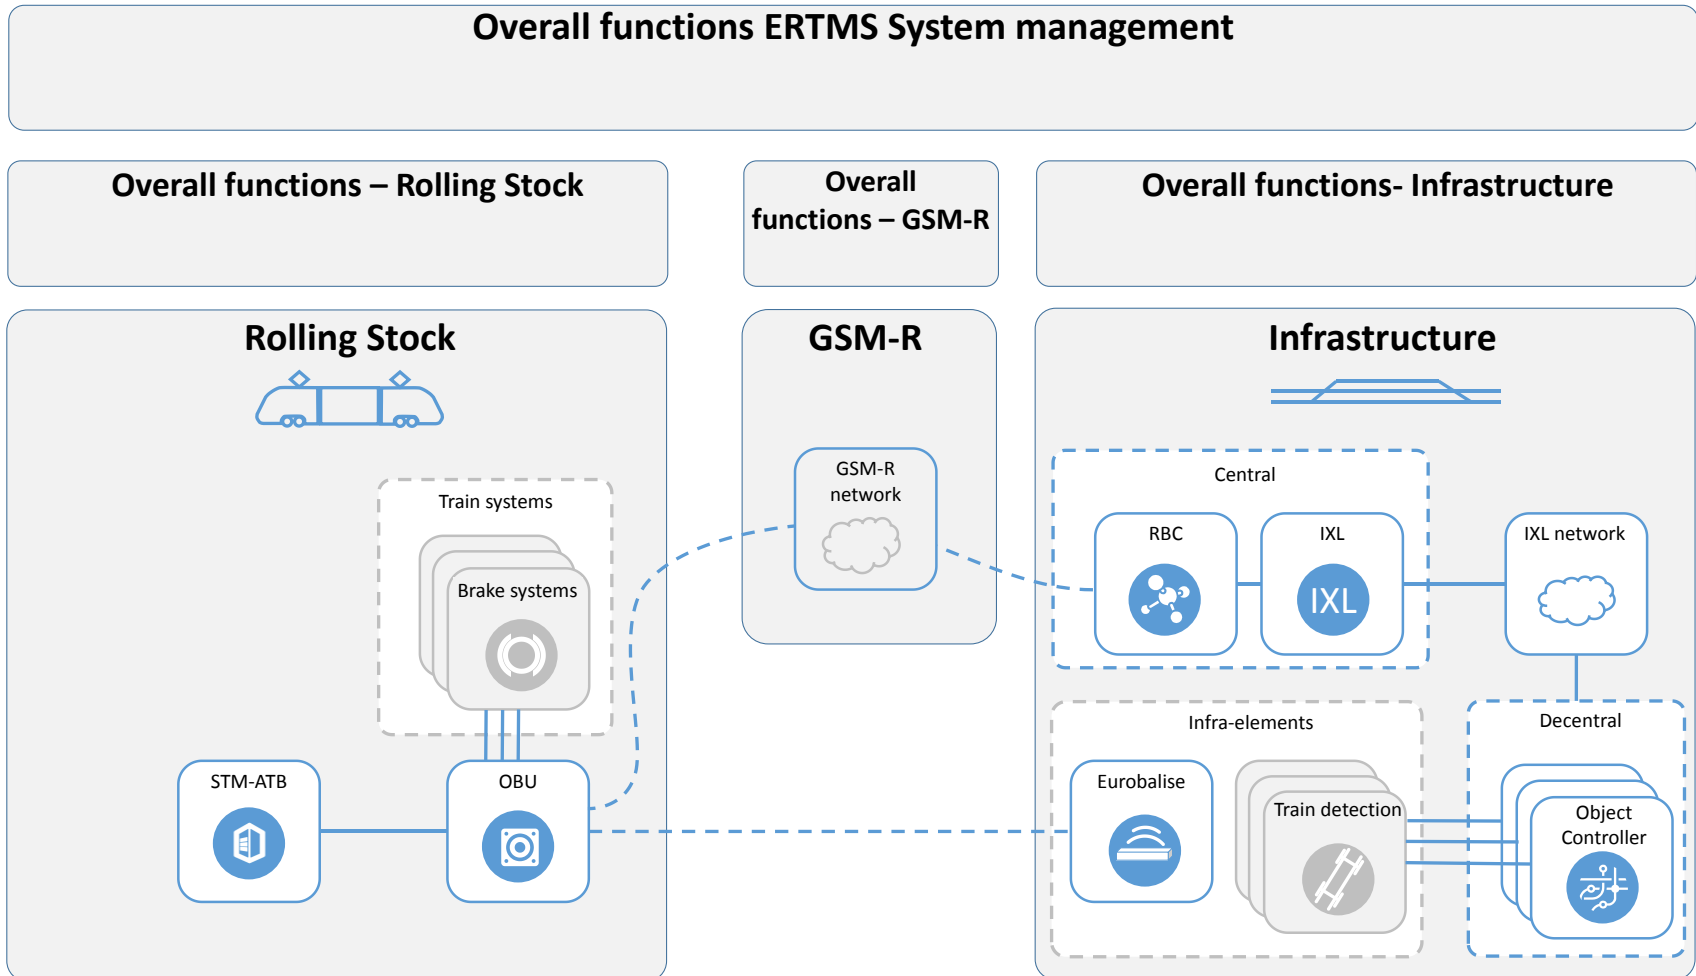 Overall functions ERTMS System management
Overall functions – Rolling Stock
Overall
functions – GSM-R
Overall functions- Infrastructure
Rolling Stock
GSM-R
Infrastructure
Train systems
Brake systems
STM-ATB
OBU
GSM-R
network
Central
RBC
IXL
IXL
IXL network
Infra-elements
Eurobalise
Train detection
Decentral
Object
Controller